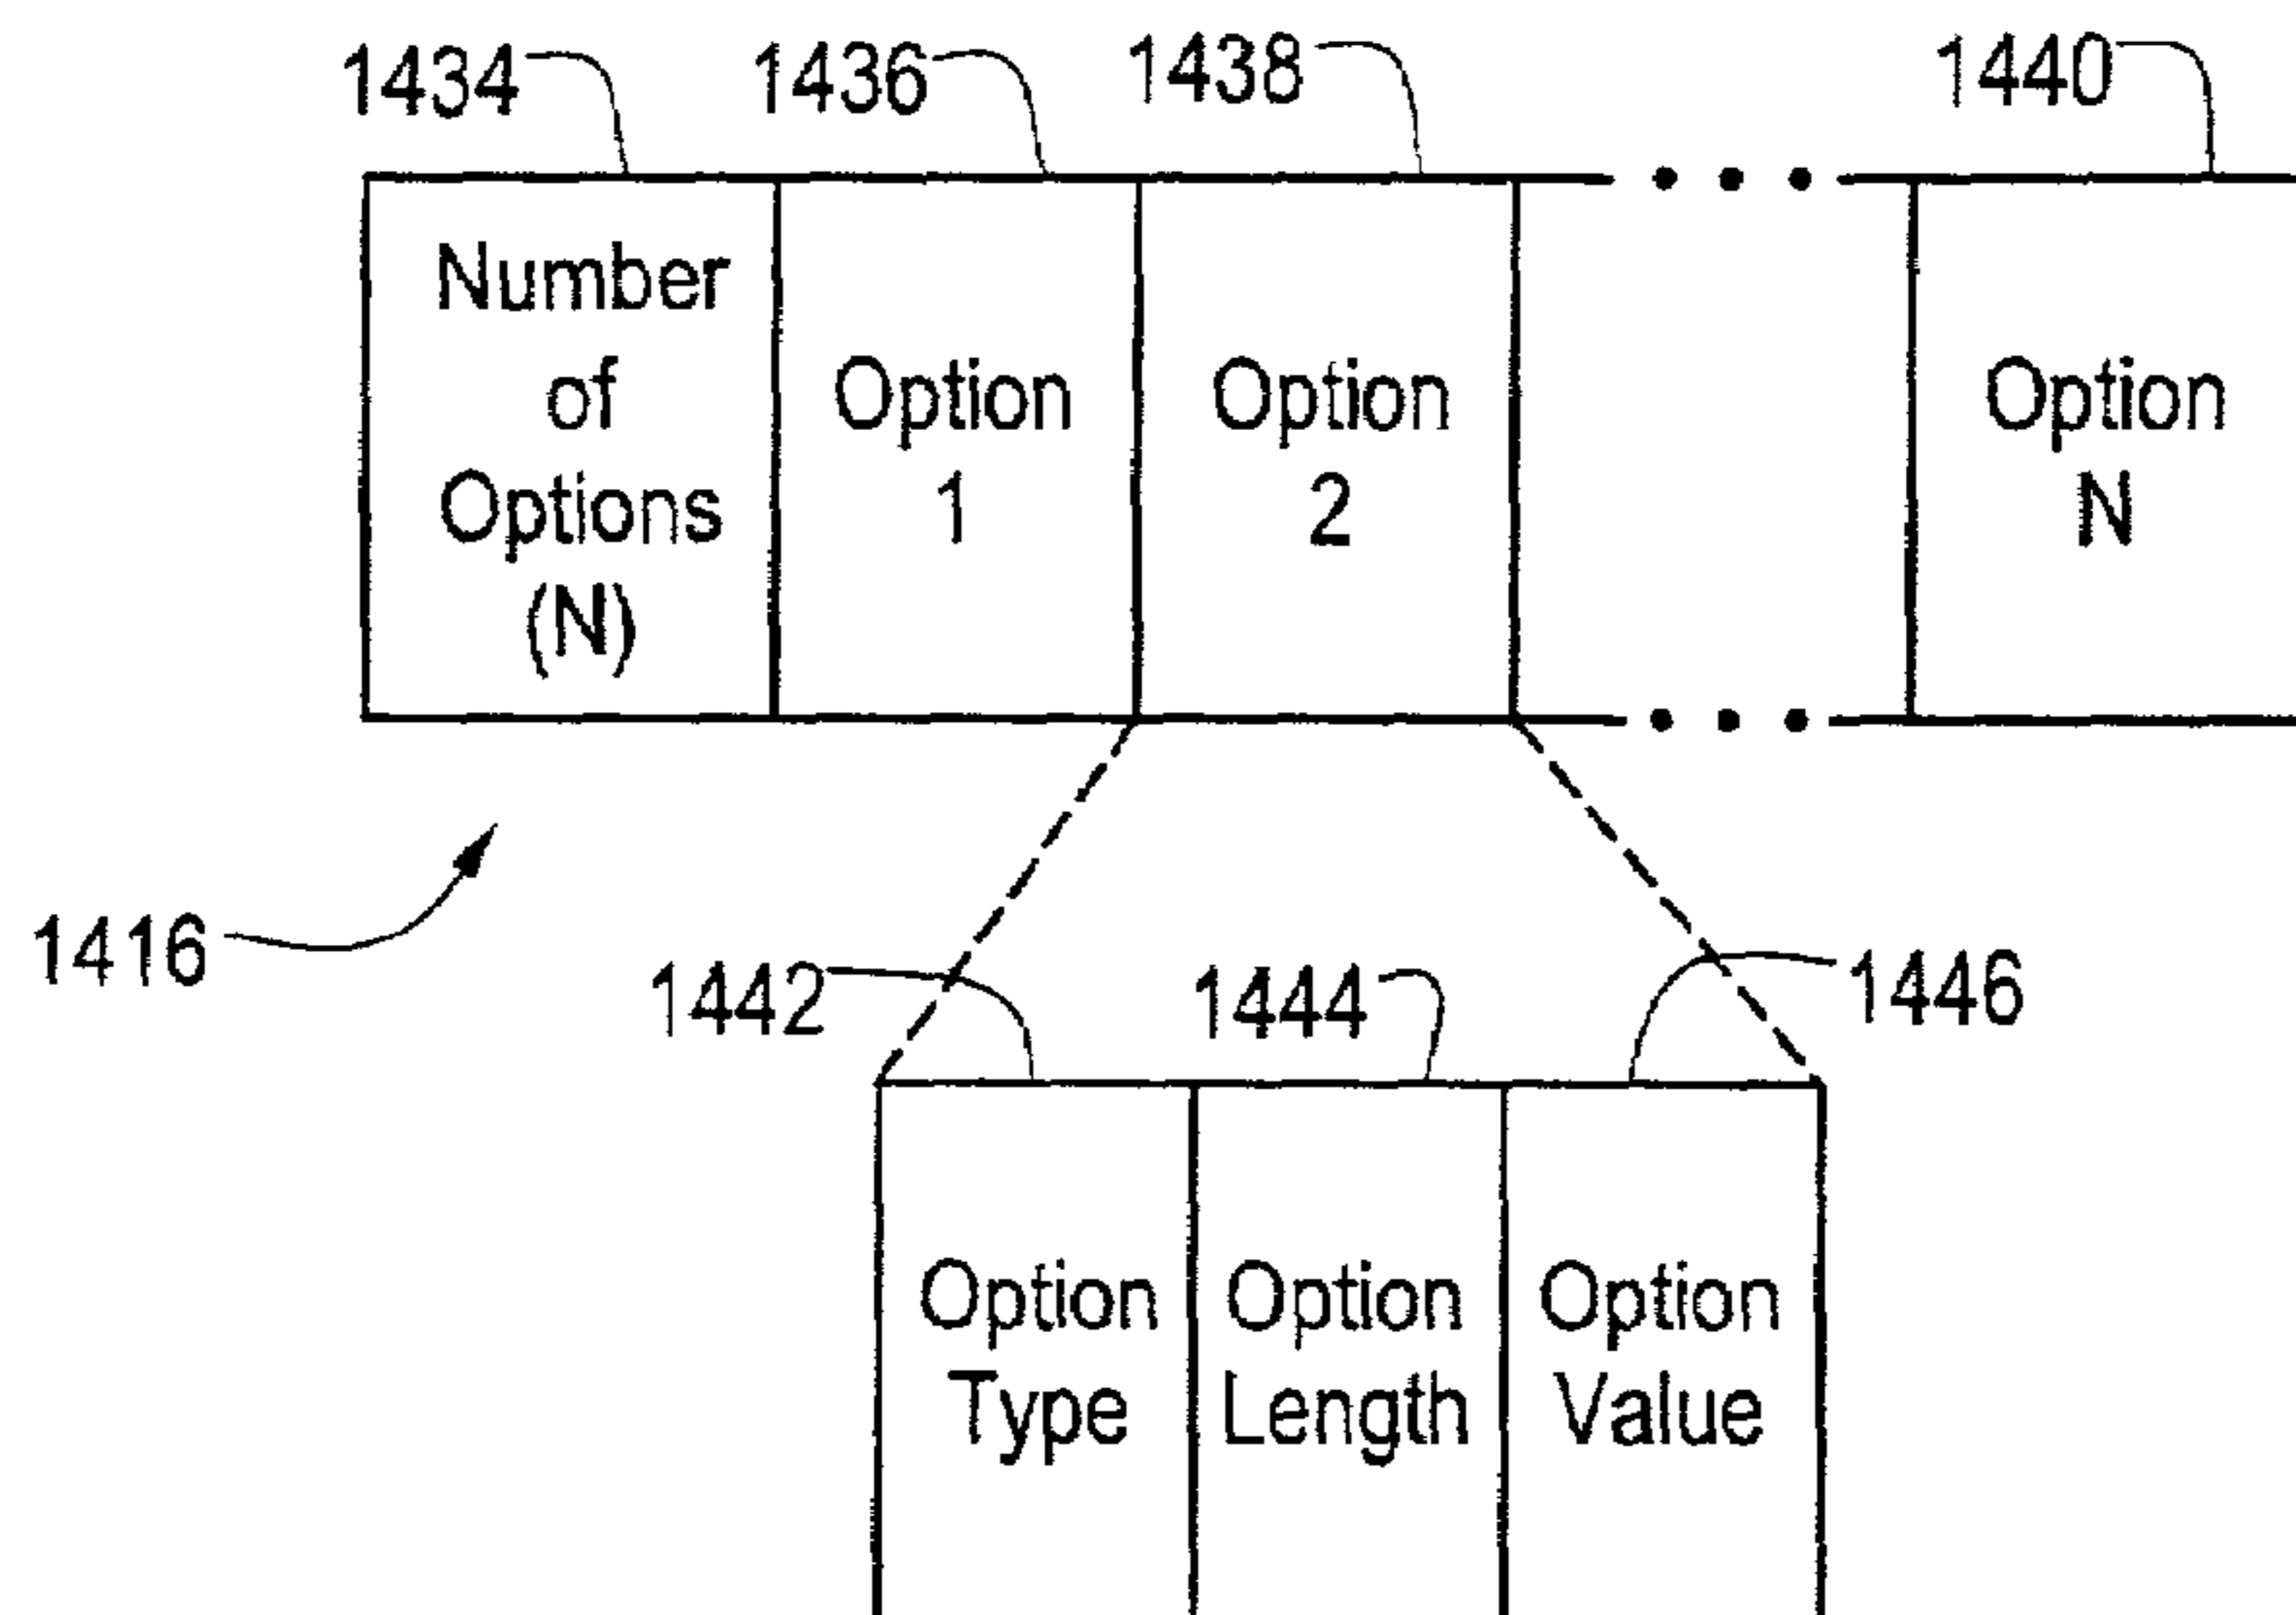 1434 1436 1438 1440
Number
of
Options
(N)
Option
1
Option
2
Option
N
1416
1442 1444 1446
Option
Type
Option
Length
Option
Value